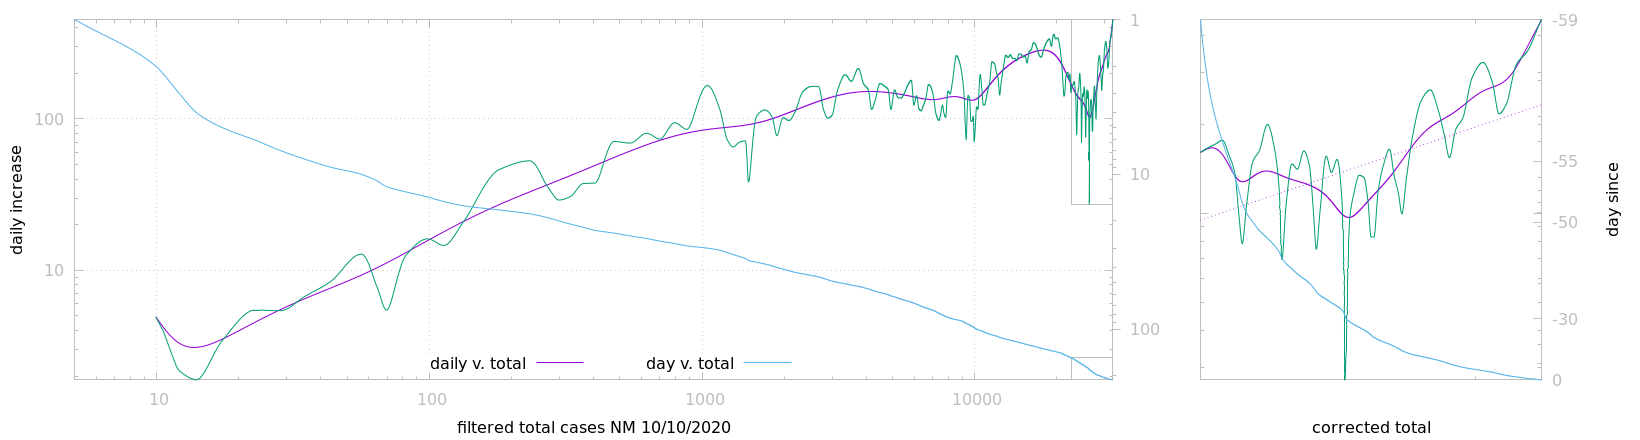 daily increase
100
10
1
10
100
daily v. total
day v. total
10
100
1000
10000
filtered total cases NM 10/10/2020
-59
-55
-50
-30
0
day since
corrected total